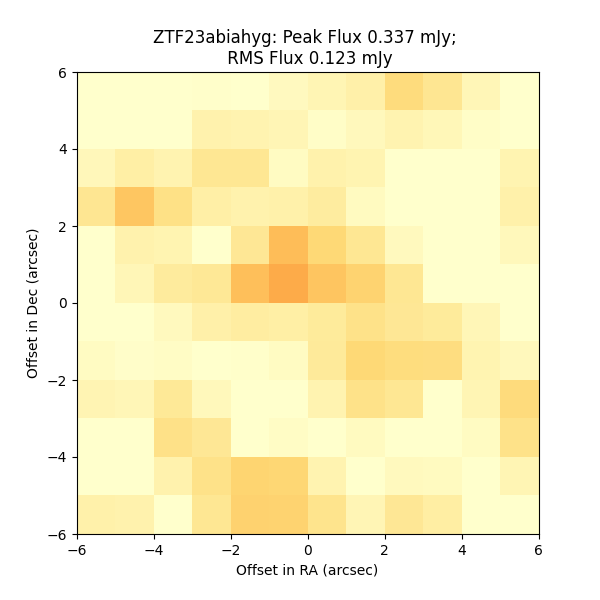 ZTF23abiahyg: Peak Flux 0.337 mJy;
RMS Flux 0.123 mJy
6
4
2
0
−2
−4
−6
Offset in Dec (arcsec)
−6 −4 −2 0 2 4 6
Offset in RA (arcsec)